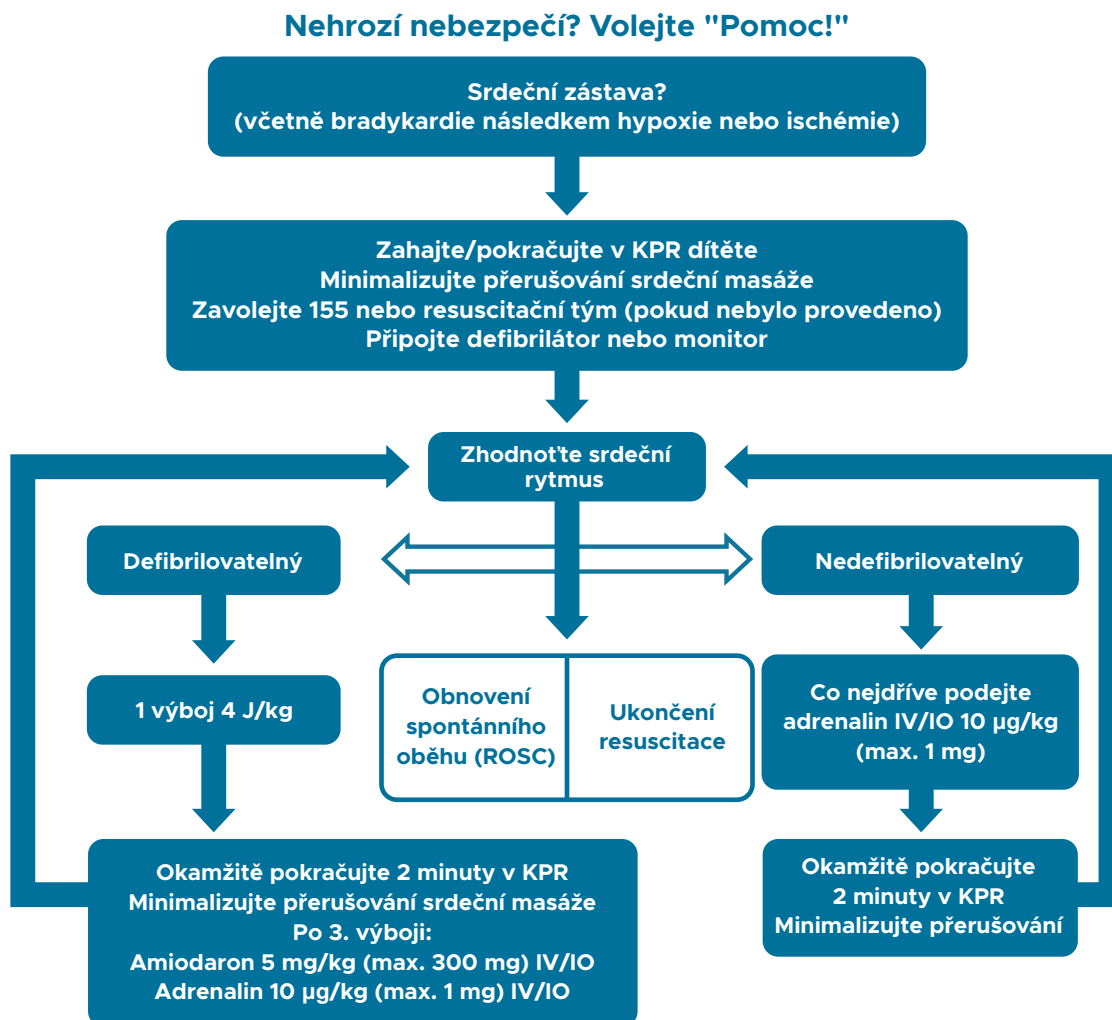 Nehrozí nebezpečí? Volejte "Pomoc!"
Srdeční zástava?
(včetně bradykardie následkem hypoxie nebo ischémie)
Zahajte/pokračujte v KPR dítěte
Minimalizujte přerušování srdeční masáže
Zavolejte 155 nebo resuscitační tým (pokud nebylo provedeno)
Připojte defibrilátor nebo monitor
Zhodnoťte srdeční
rytmus
Defibrilovatelný
Nedefibrilovatelný
1 výboj 4 J/kg
Obnovení
spontánního
oběhu (ROSC)
Ukončení
resuscitace
Co nejdříve podejte
adrenalin IV/IO 10 µg/kg
(max. 1 mg)
Okamžitě pokračujte 2 minuty v KPR
Minimalizujte přerušování srdeční masáže
Po 3. výboji:
Amiodaron 5 mg/kg (max. 300 mg) IV/IO
Adrenalin 10 µg/kg (max. 1 mg) IV/IO
Okamžitě pokračujte
2 minuty v KPR
Minimalizujte přerušování